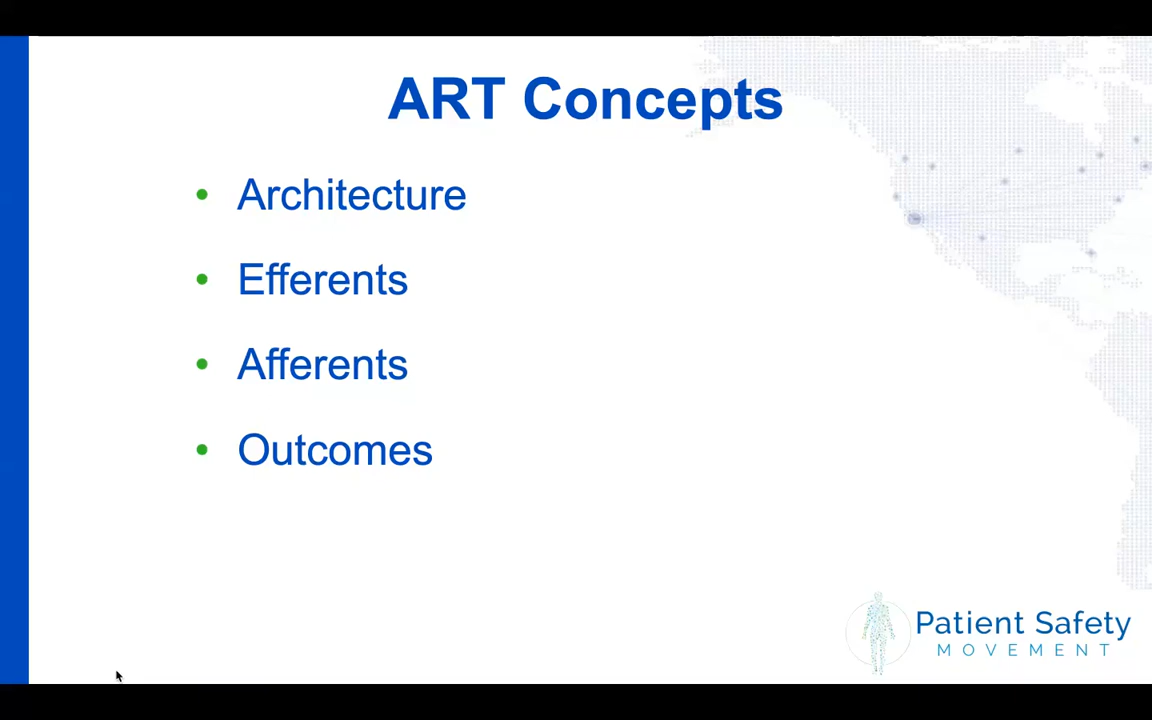 ART Concepts
• Architecture
• Efferents
• Afferents
• Outcomes
Patient Safety
MOVEMENT